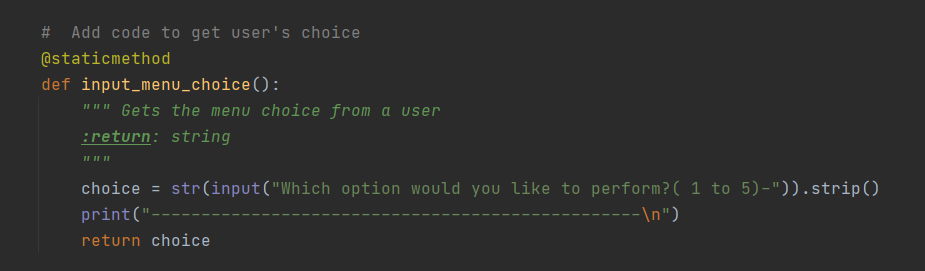 #  Add code to get user's choice
@staticmethod
def input_menu_choice():
    """ Gets the menu choice from a user
    :return: string
    """
    choice = str(input("Which option would you like to perform?( 1 to 5)-")).strip()
    print("-------------------------------------------------\n")
    return choice